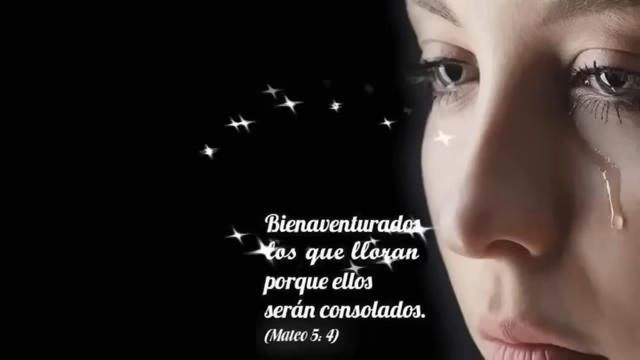 Bienaventurados
los que lloran
porque ellos
serán consolados.
(Mateo 5: 4)